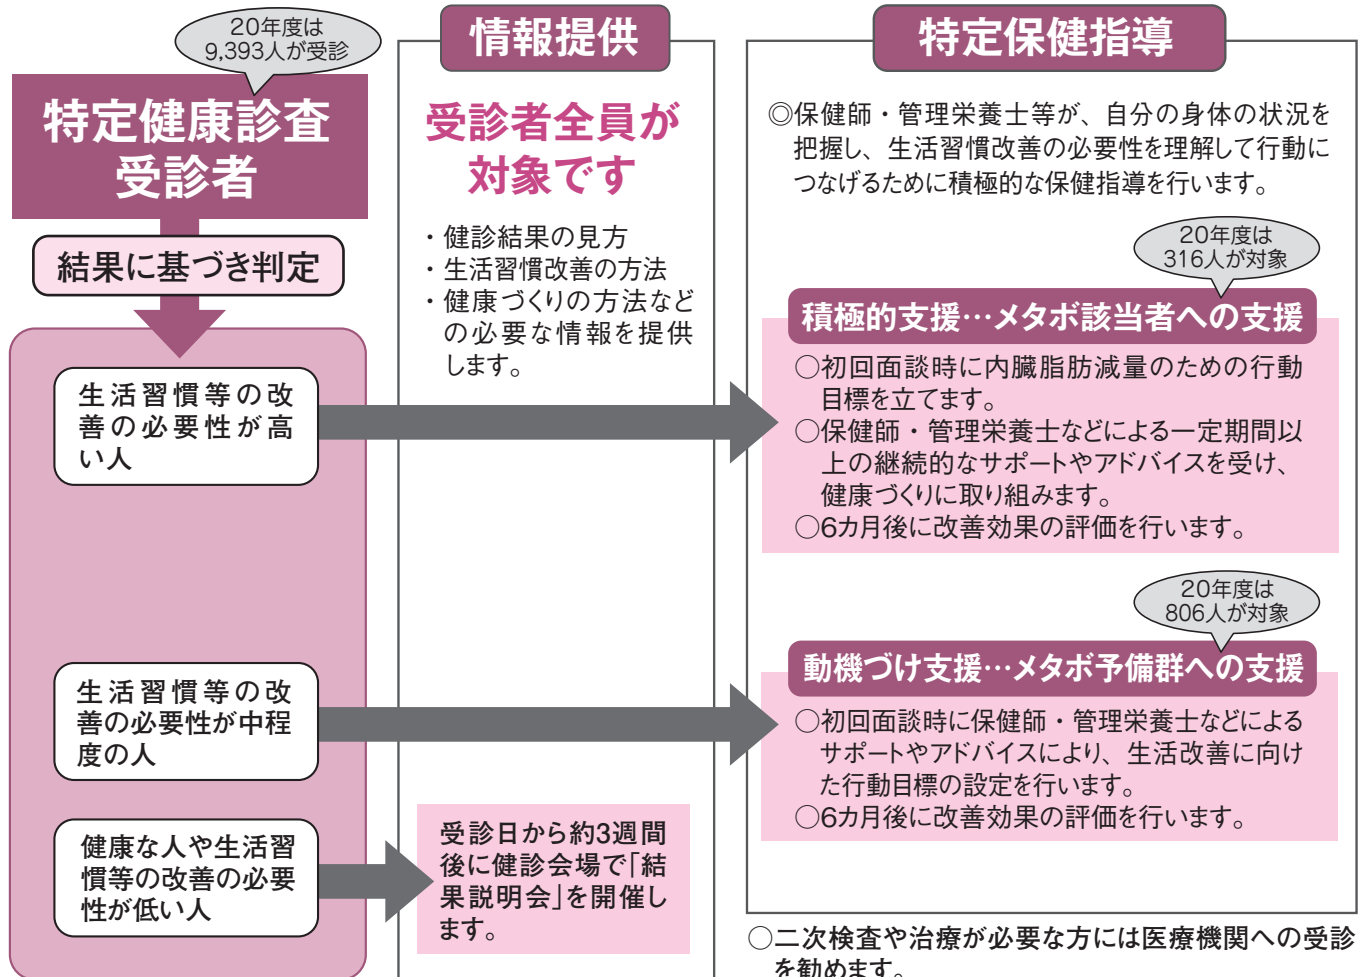 20年度は
9,393人が受診
特定健康診査
受診者
結果に基づき判定
生活習慣等の改
善の必要性が高
い人
生活習慣等の改
善の必要性が中程
度の人
健康な人や生活習
慣等の改善の必要
性が低い人
情報提供
受診者全員が
対象です
・健診結果の見方
・生活習慣改善の方法
・健康づくりの方法など
の必要な情報を提供
します。
受診日から約3週間
後に健診会場で「結
果説明会」を開催し
ます。
特定保健指導
◎保健師・管理栄養士等が、自分の身体の状況を
把握し、生活習慣改善の必要性を理解して行動に
つなげるために積極的な保健指導を行います。
20年度は
316人が対象
積極的支援…メタボ該当者への支援
○初回面談時に内臓脂肪減量のための行動
目標を立てます。
○保健師・管理栄養士などによる一定期間以
上の継続的なサポートやアドバイスを受け、
健康づくりに取り組みます。
○6カ月後に改善効果の評価を行います。
20年度は
806人が対象
動機づけ支援…メタボ予備群への支援
○初回面談時に保健師・管理栄養士などによる
サポートやアドバイスにより、生活改善に向け
た行動目標の設定を行います。
○6カ月後に改善効果の評価を行います。
○二次検査や治療が必要な方には医療機関への受診
を勧めます。